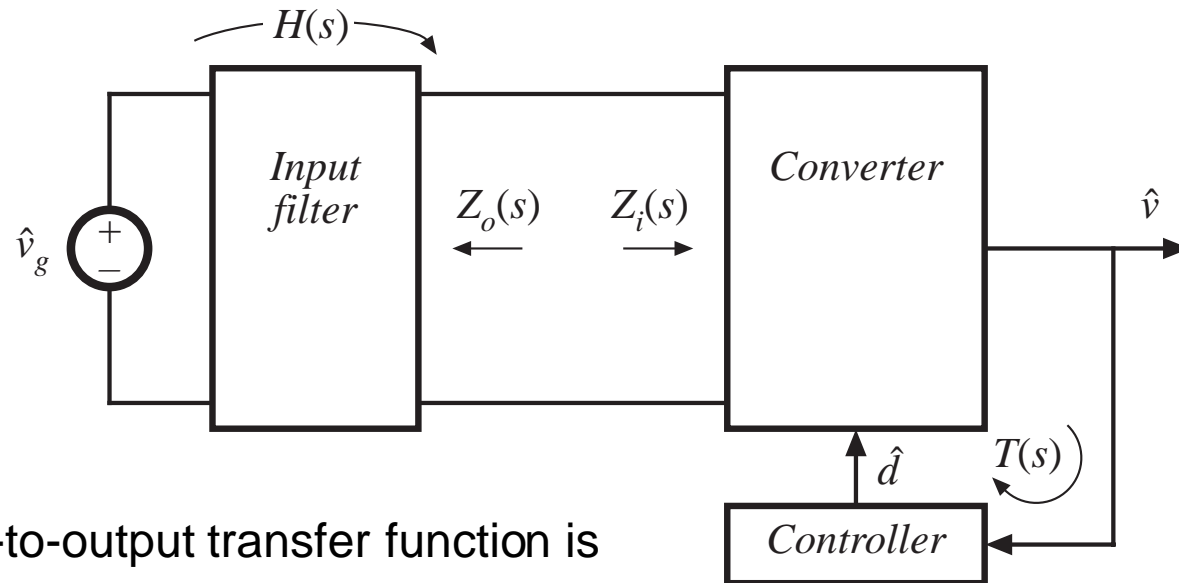 H(s)
Input
filter
Converter
Z_o(s)
Z_i(s)
v̂
+
–
v̂_g
d̂
T(s)
Controller
-to-output transfer function is